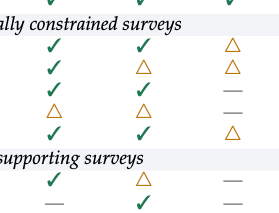 ✓ ✓ ✓
ally constrained surveys
✓ ✓ △
✓ △ △
✓ ✓ —
△ △ —
✓ ✓ △
supporting surveys
✓ △ —
— ✓ —